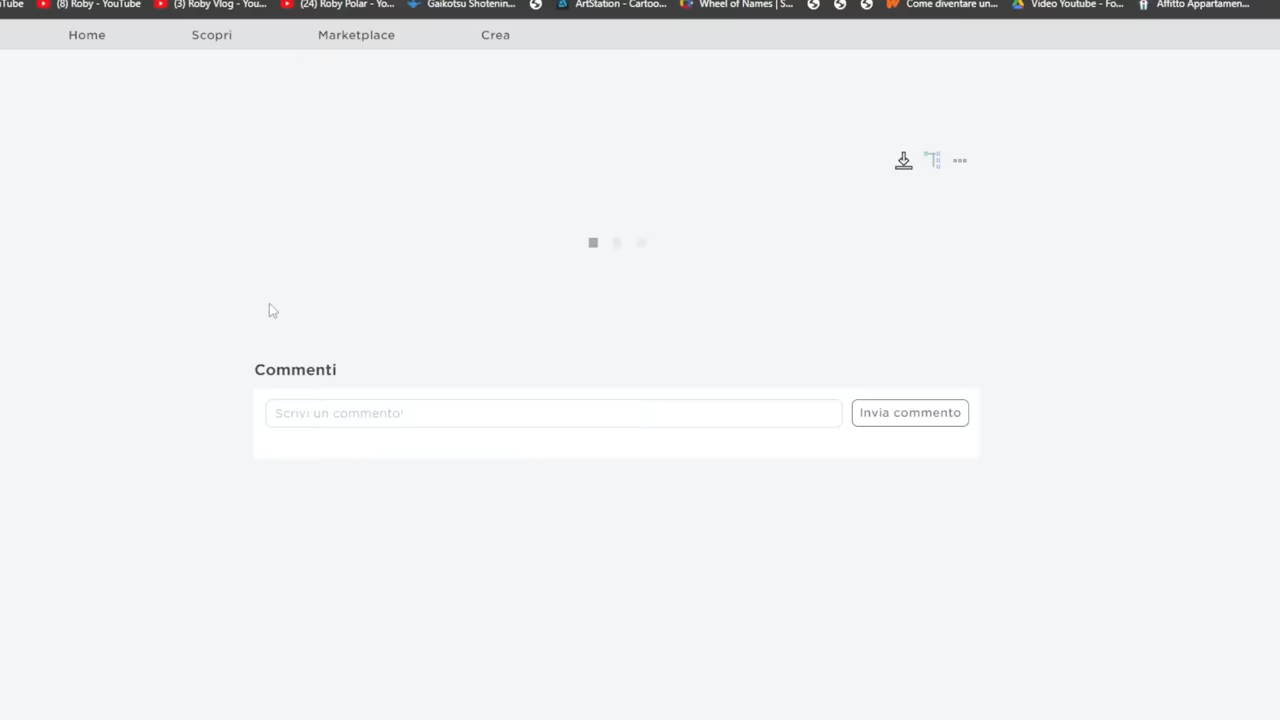 uTube (8) Roby - YouTube (3) Roby Vlog - You... (24) Roby Polar - Yo... Gaikotsu Shotenin... ArtStation - Cartoo... Wheel of Names | S... Come diventare un... Video Youtube - Fo... Affitto Appartamen...
Home Scopri Marketplace Crea
Commenti
Scrivi un commento! Invia commento